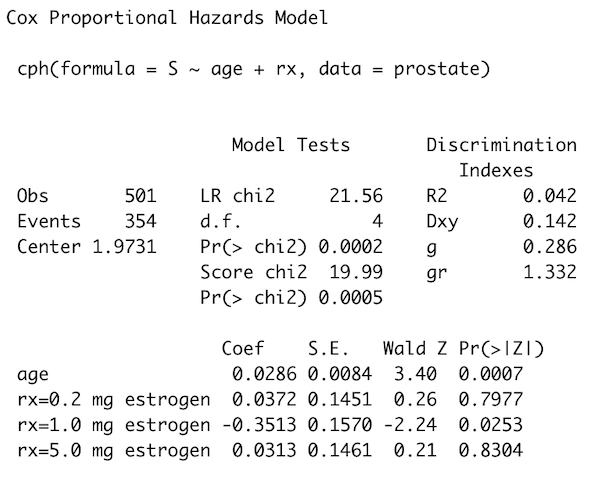 Cox Proportional Hazards Model
cph(formula = S ~ age + rx, data = prostate)
Model Tests Discrimination
Indexes
Obs 501 LR chi2 21.56 R2 0.042
Events 354 d.f. 4 Dxy 0.142
Center 1.9731 Pr(> chi2) 0.0002 g 0.286
Score chi2 19.99 gr 1.332
Pr(> chi2) 0.0005
Coef S.E. Wald Z Pr(>|Z|)
age 0.0286 0.0084 3.40 0.0007
rx=0.2 mg estrogen 0.0372 0.1451 0.26 0.7977
rx=1.0 mg estrogen -0.3513 0.1570 -2.24 0.0253
rx=5.0 mg estrogen 0.0313 0.1461 0.21 0.8304